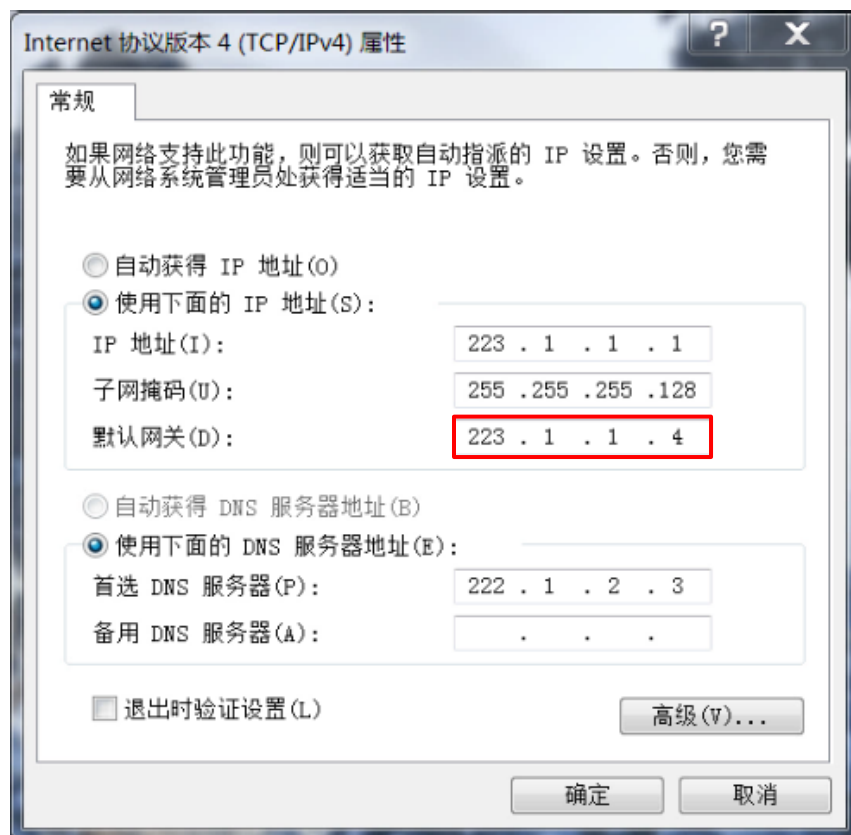 Internet 协议版本 4 (TCP/IPv4) 属性
常规
如果网络支持此功能，则可以获取自动指派的 IP 设置。否则，您需
要从网络系统管理员处获得适当的 IP 设置。
自动获得 IP 地址(O)
使用下面的 IP 地址(S):
IP 地址(I): 223 . 1 . 1 . 1
子网掩码(U): 255 .255 .255 .128
默认网关(D): 223 . 1 . 1 . 4
自动获得 DNS 服务器地址(B)
使用下面的 DNS 服务器地址(E):
首选 DNS 服务器(P): 222 . 1 . 2 . 3
备用 DNS 服务器(A): . . .
退出时验证设置(L)
高级(V)...
确定 取消